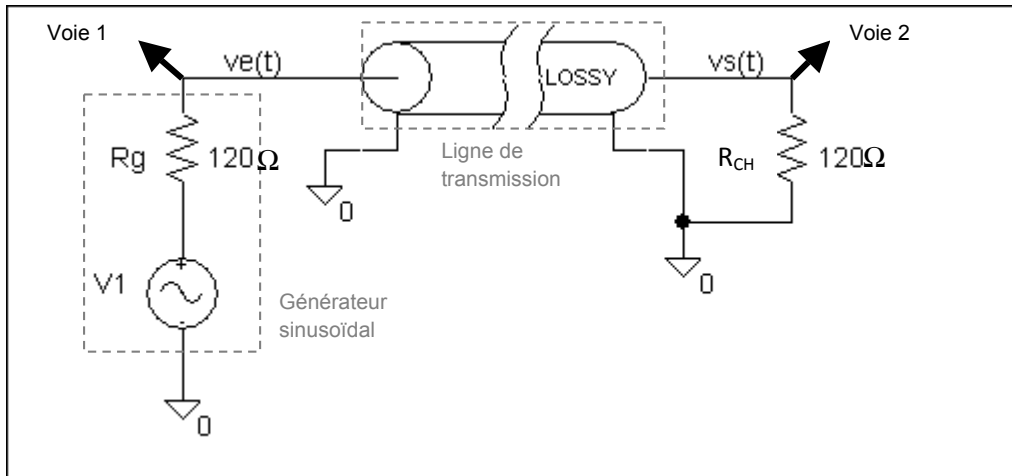 Voie 1
Voie 2
ve(t)
vs(t)
LOSSY
Rg
120Ω
Ligne de
transmission
R_CH
120Ω
0
0
V1
Générateur
sinusoïdal
0